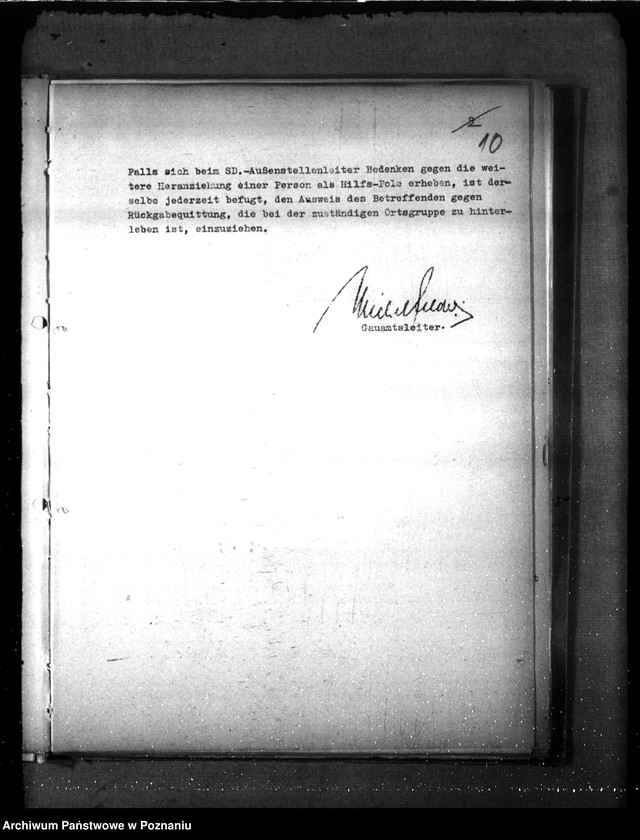 2
10
Falls sich beim SD.-Außenstellenleiter Bedenken gegen die wei-
tere Heranziehung einer Person als Hilfs-Pole erheben, ist der-
selbe jederzeit befugt, den Ausweis des Betreffenden gegen
Rückgabequittung, die bei der zuständigen Ortsgruppe zu hinter-
leben ist, einzuziehen.
Gauamtsleiter.
Archiwum Państwowe w Poznaniu